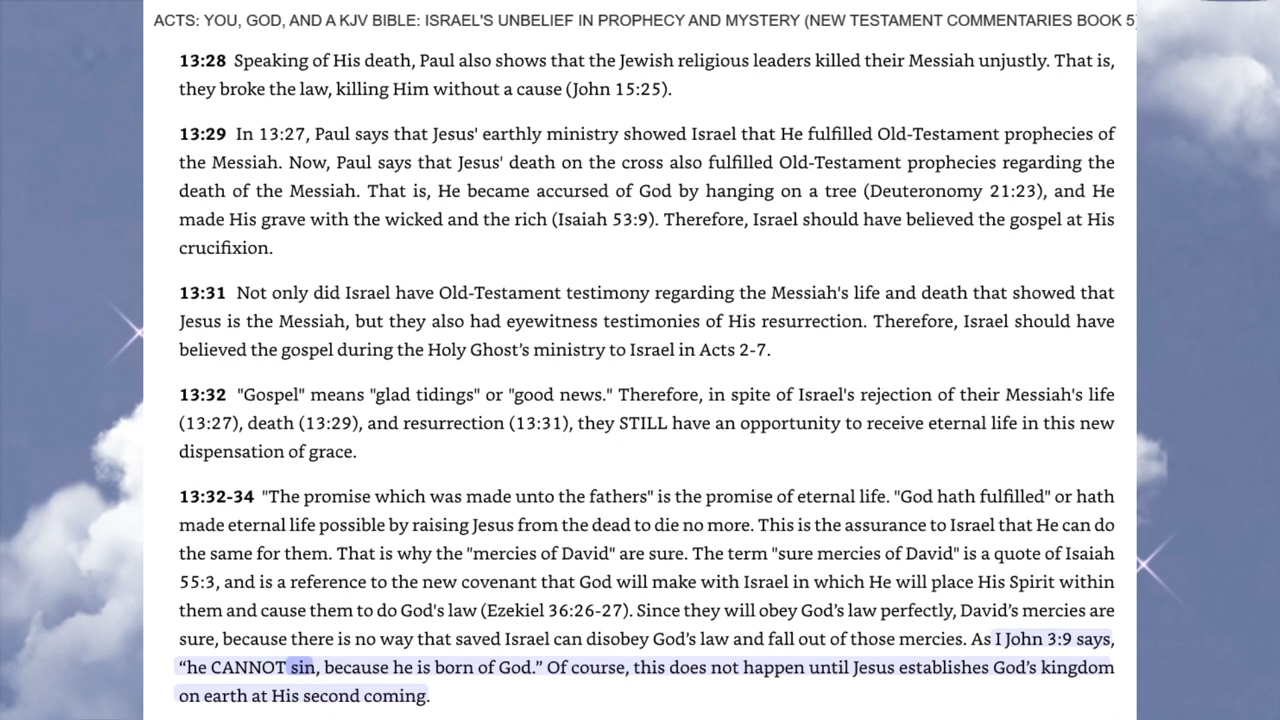 ACTS: YOU, GOD, AND A KJV BIBLE: ISRAEL'S UNBELIEF IN PROPHECY AND MYSTERY (NEW TESTAMENT COMMENTARIES BOOK 5)
13:28 Speaking of His death, Paul also shows that the Jewish religious leaders killed their Messiah unjustly. That is,
they broke the law, killing Him without a cause (John 15:25).
13:29 In 13:27, Paul says that Jesus' earthly ministry showed Israel that He fulfilled Old-Testament prophecies of
the Messiah. Now, Paul says that Jesus' death on the cross also fulfilled Old-Testament prophecies regarding the
death of the Messiah. That is, He became accursed of God by hanging on a tree (Deuteronomy 21:23), and He
made His grave with the wicked and the rich (Isaiah 53:9). Therefore, Israel should have believed the gospel at His
crucifixion.
13:31 Not only did Israel have Old-Testament testimony regarding the Messiah's life and death that showed that
Jesus is the Messiah, but they also had eyewitness testimonies of His resurrection. Therefore, Israel should have
believed the gospel during the Holy Ghost’s ministry to Israel in Acts 2-7.
13:32 "Gospel" means "glad tidings" or "good news." Therefore, in spite of Israel's rejection of their Messiah's life
(13:27), death (13:29), and resurrection (13:31), they STILL have an opportunity to receive eternal life in this new
dispensation of grace.
13:32-34 "The promise which was made unto the fathers" is the promise of eternal life. "God hath fulfilled" or hath
made eternal life possible by raising Jesus from the dead to die no more. This is the assurance to Israel that He can do
the same for them. That is why the "mercies of David" are sure. The term "sure mercies of David" is a quote of Isaiah
55:3, and is a reference to the new covenant that God will make with Israel in which He will place His Spirit within
them and cause them to do God's law (Ezekiel 36:26-27). Since they will obey God’s law perfectly, David’s mercies are
sure, because there is no way that saved Israel can disobey God’s law and fall out of those mercies. As I John 3:9 says,
“he CANNOT sin, because he is born of God.” Of course, this does not happen until Jesus establishes God’s kingdom
on earth at His second coming.